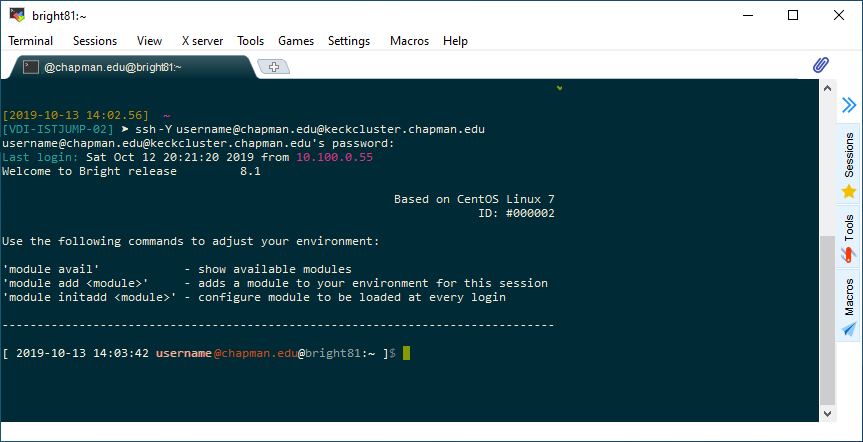 bright81:~
Terminal Sessions View X server Tools Games Settings Macros Help
@chapman.edu@bright81:~
[2019-10-13 14:02.56] ~
[VDI-ISTJUMP-02] ➤ ssh -Y username@chapman.edu@keckcluster.chapman.edu
username@chapman.edu@keckcluster.chapman.edu's password:
Last login: Sat Oct 12 20:21:20 2019 from 10.100.0.55
Welcome to Bright release 8.1
Based on CentOS Linux 7
ID: #000002
Use the following commands to adjust your environment:
'module avail' - show available modules
'module add <module>' - adds a module to your environment for this session
'module initadd <module>' - configure module to be loaded at every login
-------------------------------------------------------------------------------
[ 2019-10-13 14:03:42 username@chapman.edu@bright81:~ ]$
Sessions
Tools
Macros